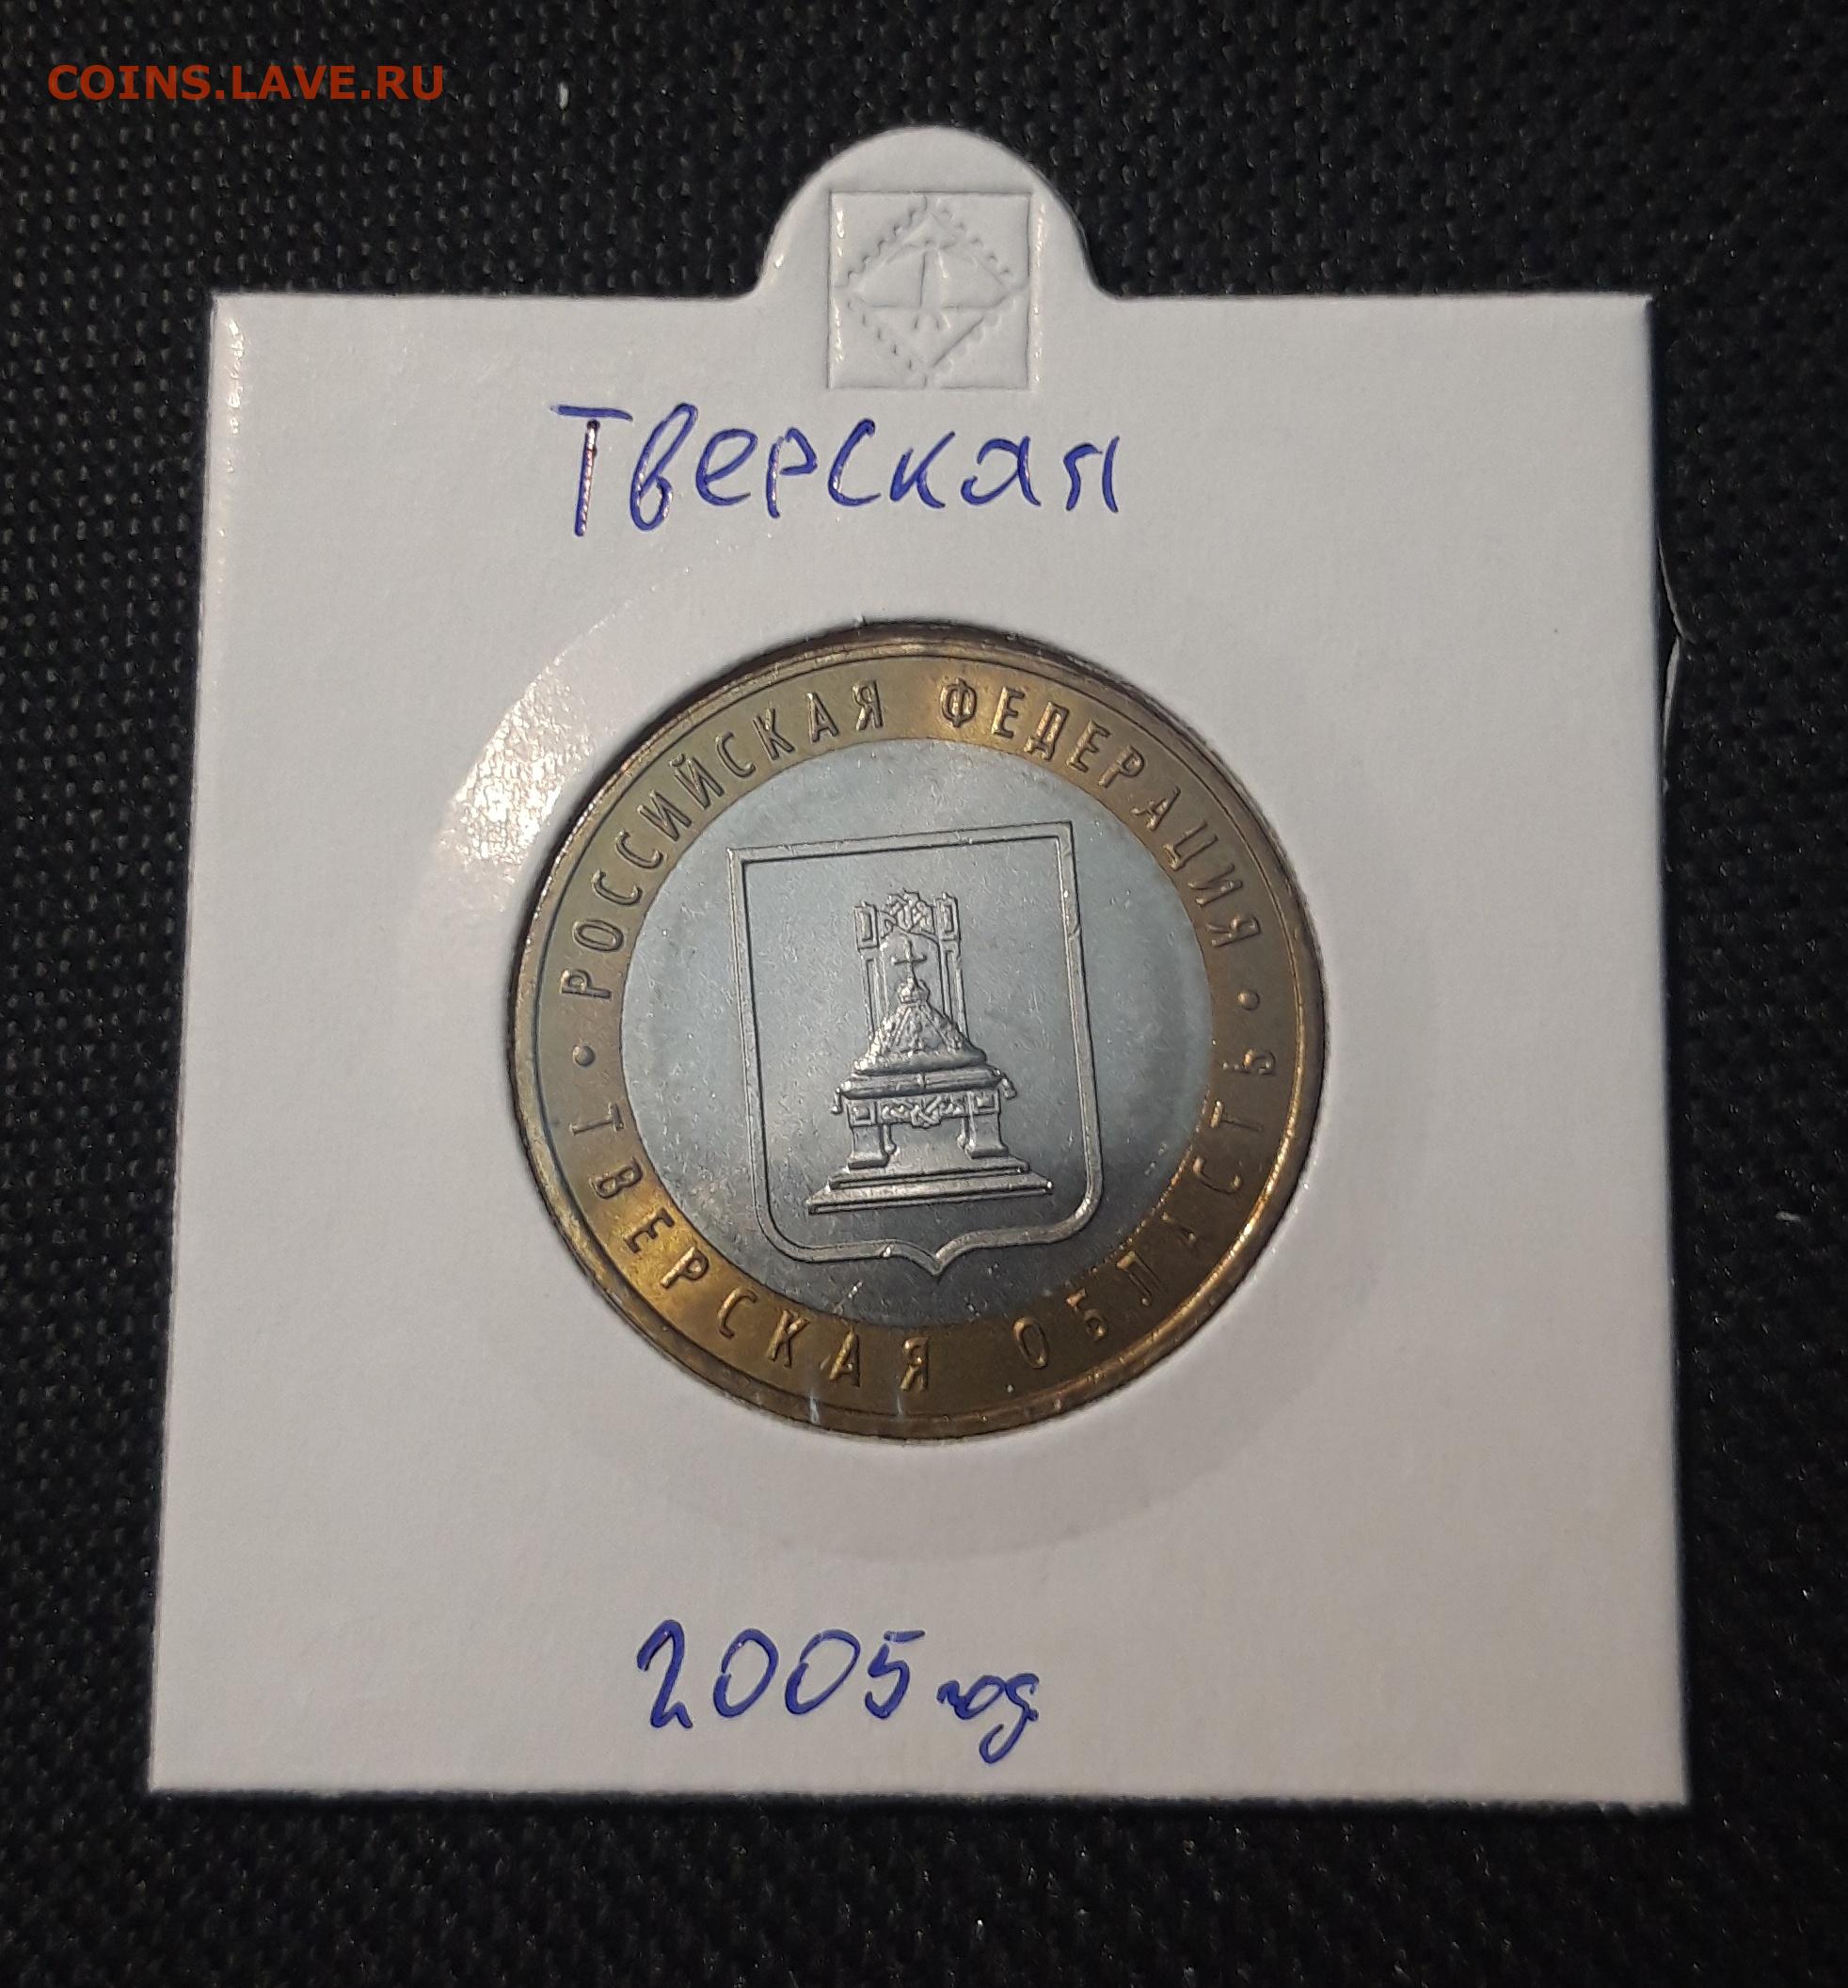 COINS.LAVE.RU
Тверская
• РОССИЙСКАЯ ФЕДЕРАЦИЯ •
ТВЕРСКАЯ ОБЛАСТЬ
2005 год